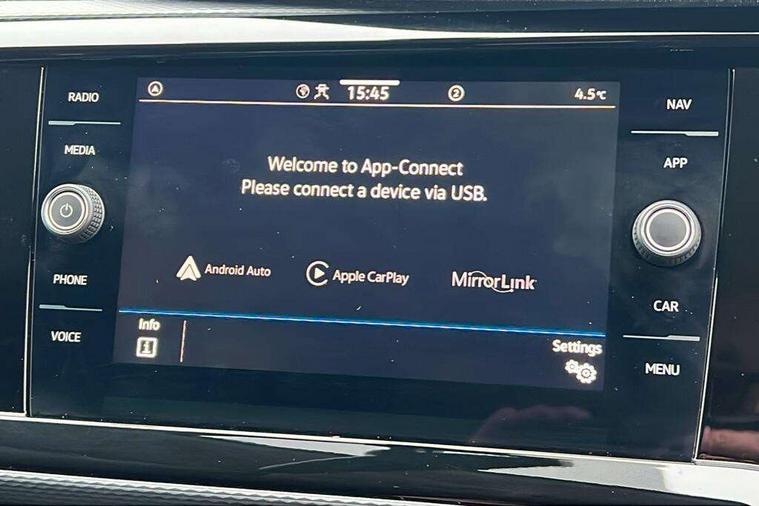 RADIO
MEDIA
PHONE
VOICE
15:45
2
4.5°C
Welcome to App-Connect
Please connect a device via USB.
Android Auto
Apple CarPlay
MirrorLink
Info
i
Settings
NAV
APP
CAR
MENU